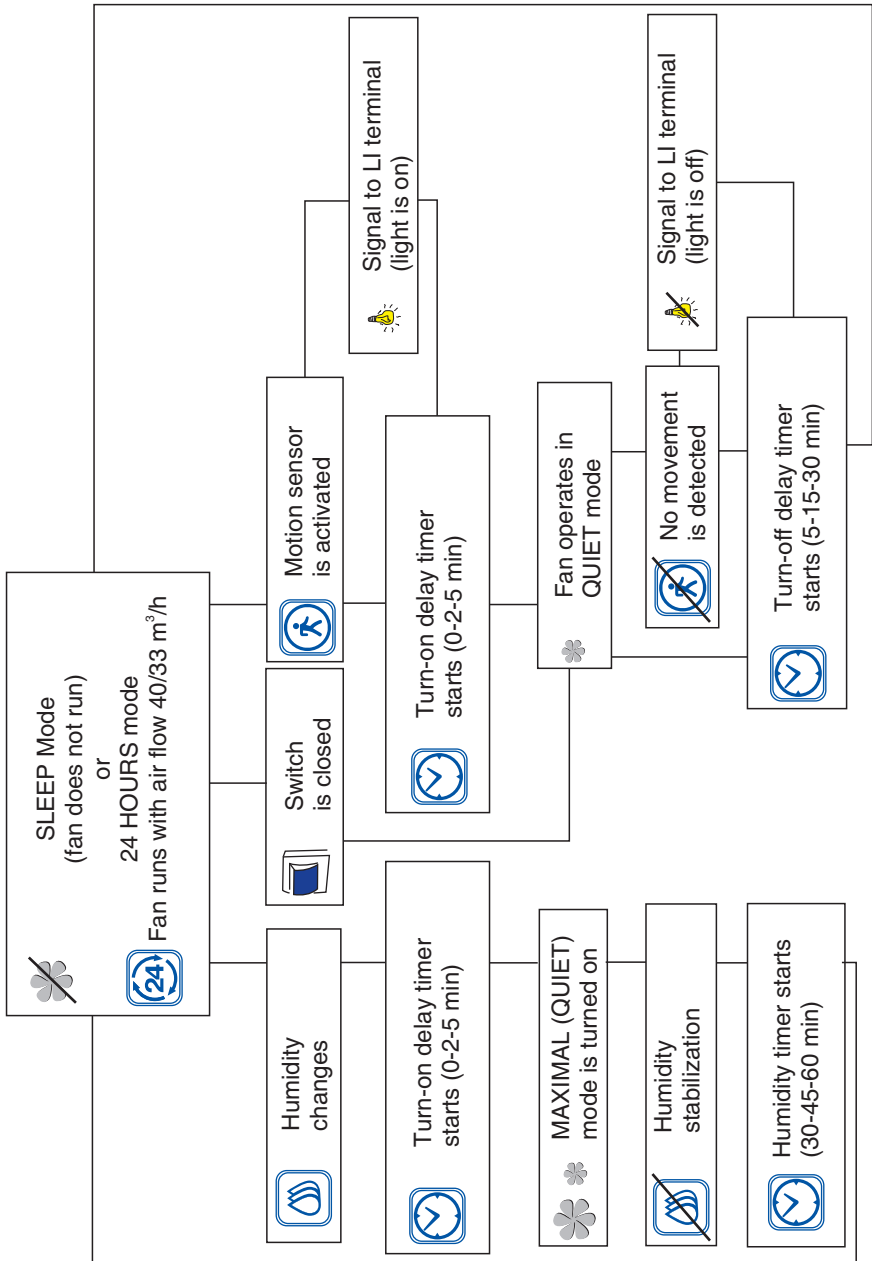 SLEEP Mode
(fan does not run)
or
24 HOURS mode
24 Fan runs with air flow 40/33 m³/h
Humidity
changes
Switch
is closed
Motion sensor
is activated
Signal to LI terminal
(light is on)
Turn-on delay timer
starts (0-2-5 min)
Turn-on delay timer
starts (0-2-5 min)
MAXIMAL (QUIET)
mode is turned on
Fan operates in
QUIET mode
Humidity
stabilization
No movement
is detected
Signal to LI terminal
(light is off)
Humidity timer starts
(30-45-60 min)
Turn-off delay timer
starts (5-15-30 min)